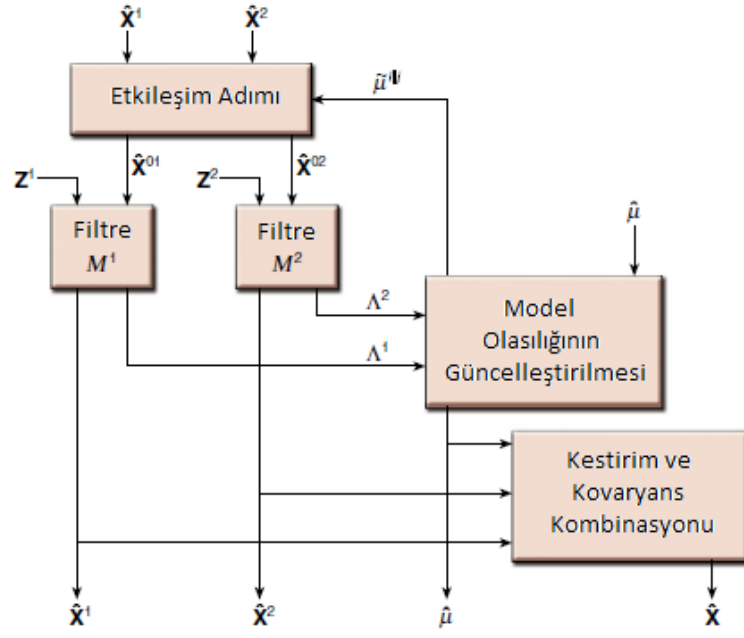 X̂¹ X̂²
Etkileşim Adımı
X̂⁰¹ X̂⁰²
Z¹ Z²
Filtre
M¹
Filtre
M²
μ̂
Λ²
Λ¹
Model
Olasılığının
Güncelleştirilmesi
Kestirim ve
Kovaryans
Kombinasyonu
X̂¹ X̂² μ̂ X̂